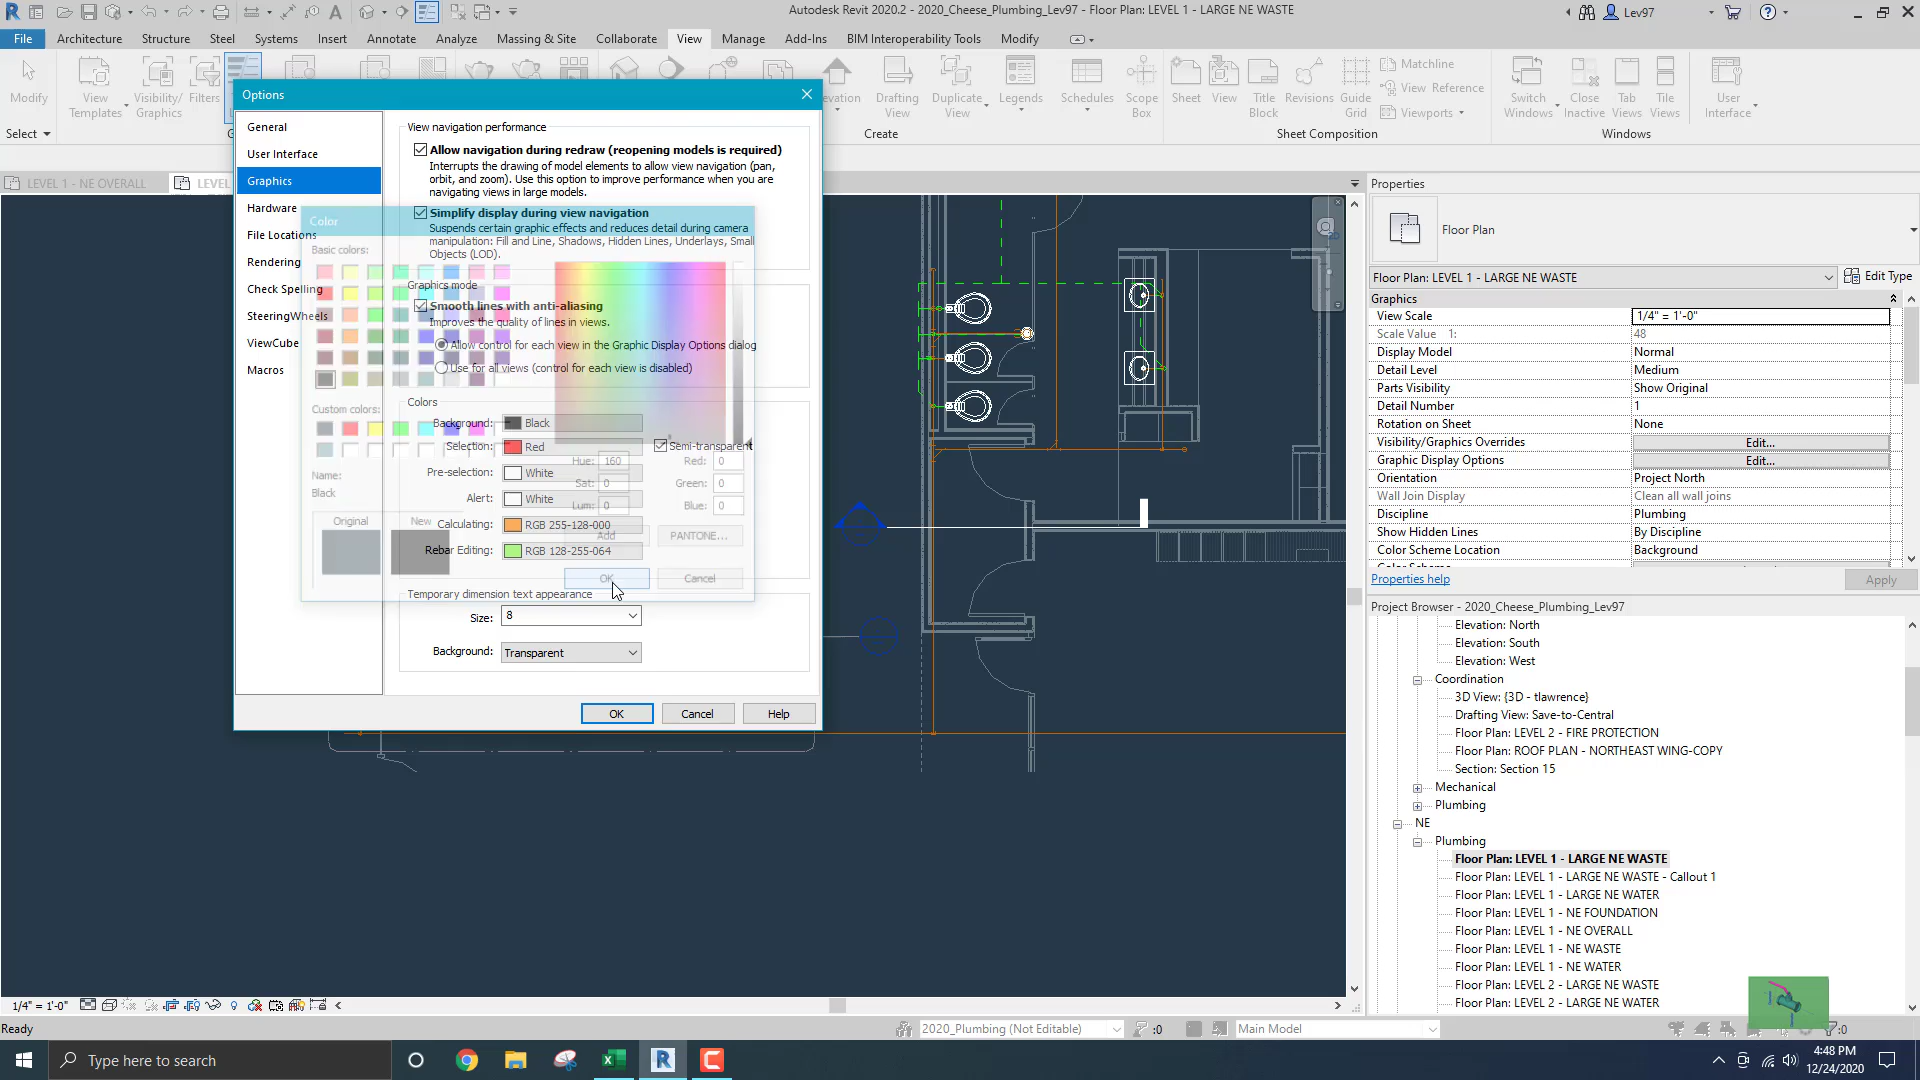 Autodesk Revit 2020.2 - 2020_Cheese_Plumbing_Lev97 - Floor Plan: LEVEL 1 - LARGE NE WASTE
Lev97
File Architecture Structure Steel Systems Insert Annotate Analyze Massing & Site Collaborate View Manage Add-Ins BIM Interoperability Tools Modify
Modify
View Templates
Visibility/ Graphics
Filters
Elevation
Drafting View
Duplicate View
Legends
Schedules
Scope Box
Sheet
View
Title Block
Revisions
Guide Grid
Matchline
View Reference
Viewports
Switch Windows
Close Inactive
Tab Views
Tile Views
User Interface
Select
Create
Sheet Composition
Windows
LEVEL 1 - NE OVERALL
LEVEL
Options
General
User Interface
Graphics
Hardware
File Locations
Rendering
Check Spelling
SteeringWheels
ViewCube
Macros
View navigation performance
Allow navigation during redraw (reopening models is required)
Interrupts the drawing of model elements to allow view navigation (pan,
orbit, and zoom). Use this option to improve performance when you are
navigating views in large models.
Simplify display during view navigation
Suspends certain graphic effects and reduces detail during camera
manipulation: Fill and Line, Shadows, Hidden Lines, Underlays, Small
Objects (LOD).
Graphics mode
Smooth lines with anti-aliasing
Improves the quality of lines in views.
Allow control for each view in the Graphic Display Options dialog
Use for all views (control for each view is disabled)
Colors
Background: Black
Selection: Red
Semi-transparent
Pre-selection: White
Alert: White
Calculating: RGB 255-128-000
Rebar Editing: RGB 128-255-064
Temporary dimension text appearance
Size: 8
Background: Transparent
OK Cancel Help
Color
Basic colors:
Custom colors:
Name:
Black
Original New
Hue: 160 Red: 0
Sat: 0 Green: 0
Lum: 0 Blue: 0
Add PANTONE...
OK Cancel
Properties
Floor Plan
Floor Plan: LEVEL 1 - LARGE NE WASTE Edit Type
Graphics
View Scale 1/4" = 1'-0"
Scale Value 1: 48
Display Model Normal
Detail Level Medium
Parts Visibility Show Original
Detail Number 1
Rotation on Sheet None
Visibility/Graphics Overrides Edit...
Graphic Display Options Edit...
Orientation Project North
Wall Join Display Clean all wall joins
Discipline Plumbing
Show Hidden Lines By Discipline
Color Scheme Location Background
Properties help Apply
Project Browser - 2020_Cheese_Plumbing_Lev97
Elevation: North
Elevation: South
Elevation: West
Coordination
3D View: {3D - tlawrence}
Drafting View: Save-to-Central
Floor Plan: LEVEL 2 - FIRE PROTECTION
Floor Plan: ROOF PLAN - NORTHEAST WING-COPY
Section: Section 15
Mechanical
Plumbing
NE
Plumbing
Floor Plan: LEVEL 1 - LARGE NE WASTE
Floor Plan: LEVEL 1 - LARGE NE WASTE - Callout 1
Floor Plan: LEVEL 1 - LARGE NE WATER
Floor Plan: LEVEL 1 - NE FOUNDATION
Floor Plan: LEVEL 1 - NE OVERALL
Floor Plan: LEVEL 1 - NE WASTE
Floor Plan: LEVEL 1 - NE WATER
Floor Plan: LEVEL 2 - LARGE NE WASTE
Floor Plan: LEVEL 2 - LARGE NE WATER
1/4" = 1'-0"
Ready
2020_Plumbing (Not Editable)
:0
Main Model
:0
Type here to search
4:48 PM
12/24/2020